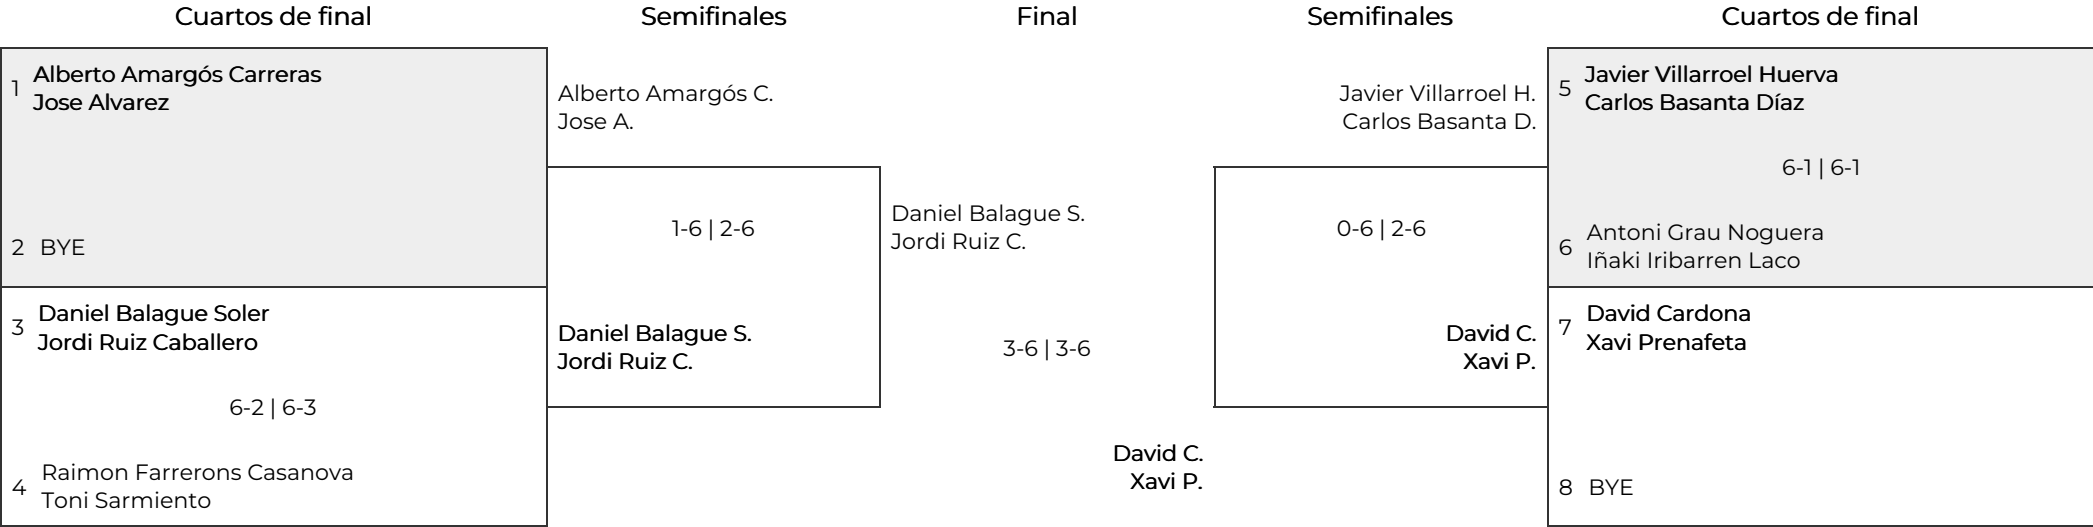 Cuartos de final
Semifinales
Final
Semifinales
Cuartos de final
1
Alberto Amargós Carreras
Jose Alvarez
2 BYE
3
Daniel Balague Soler
Jordi Ruiz Caballero
6-2 | 6-3
4
Raimon Farrerons Casanova
Toni Sarmiento
Alberto Amargós C.
Jose A.
1-6 | 2-6
Daniel Balague S.
Jordi Ruiz C.
Daniel Balague S.
Jordi Ruiz C.
3-6 | 3-6
David C.
Xavi P.
Javier Villarroel H.
Carlos Basanta D.
0-6 | 2-6
David C.
Xavi P.
5
Javier Villarroel Huerva
Carlos Basanta Díaz
6-1 | 6-1
6
Antoni Grau Noguera
Iñaki Iribarren Laco
7
David Cardona
Xavi Prenafeta
8 BYE